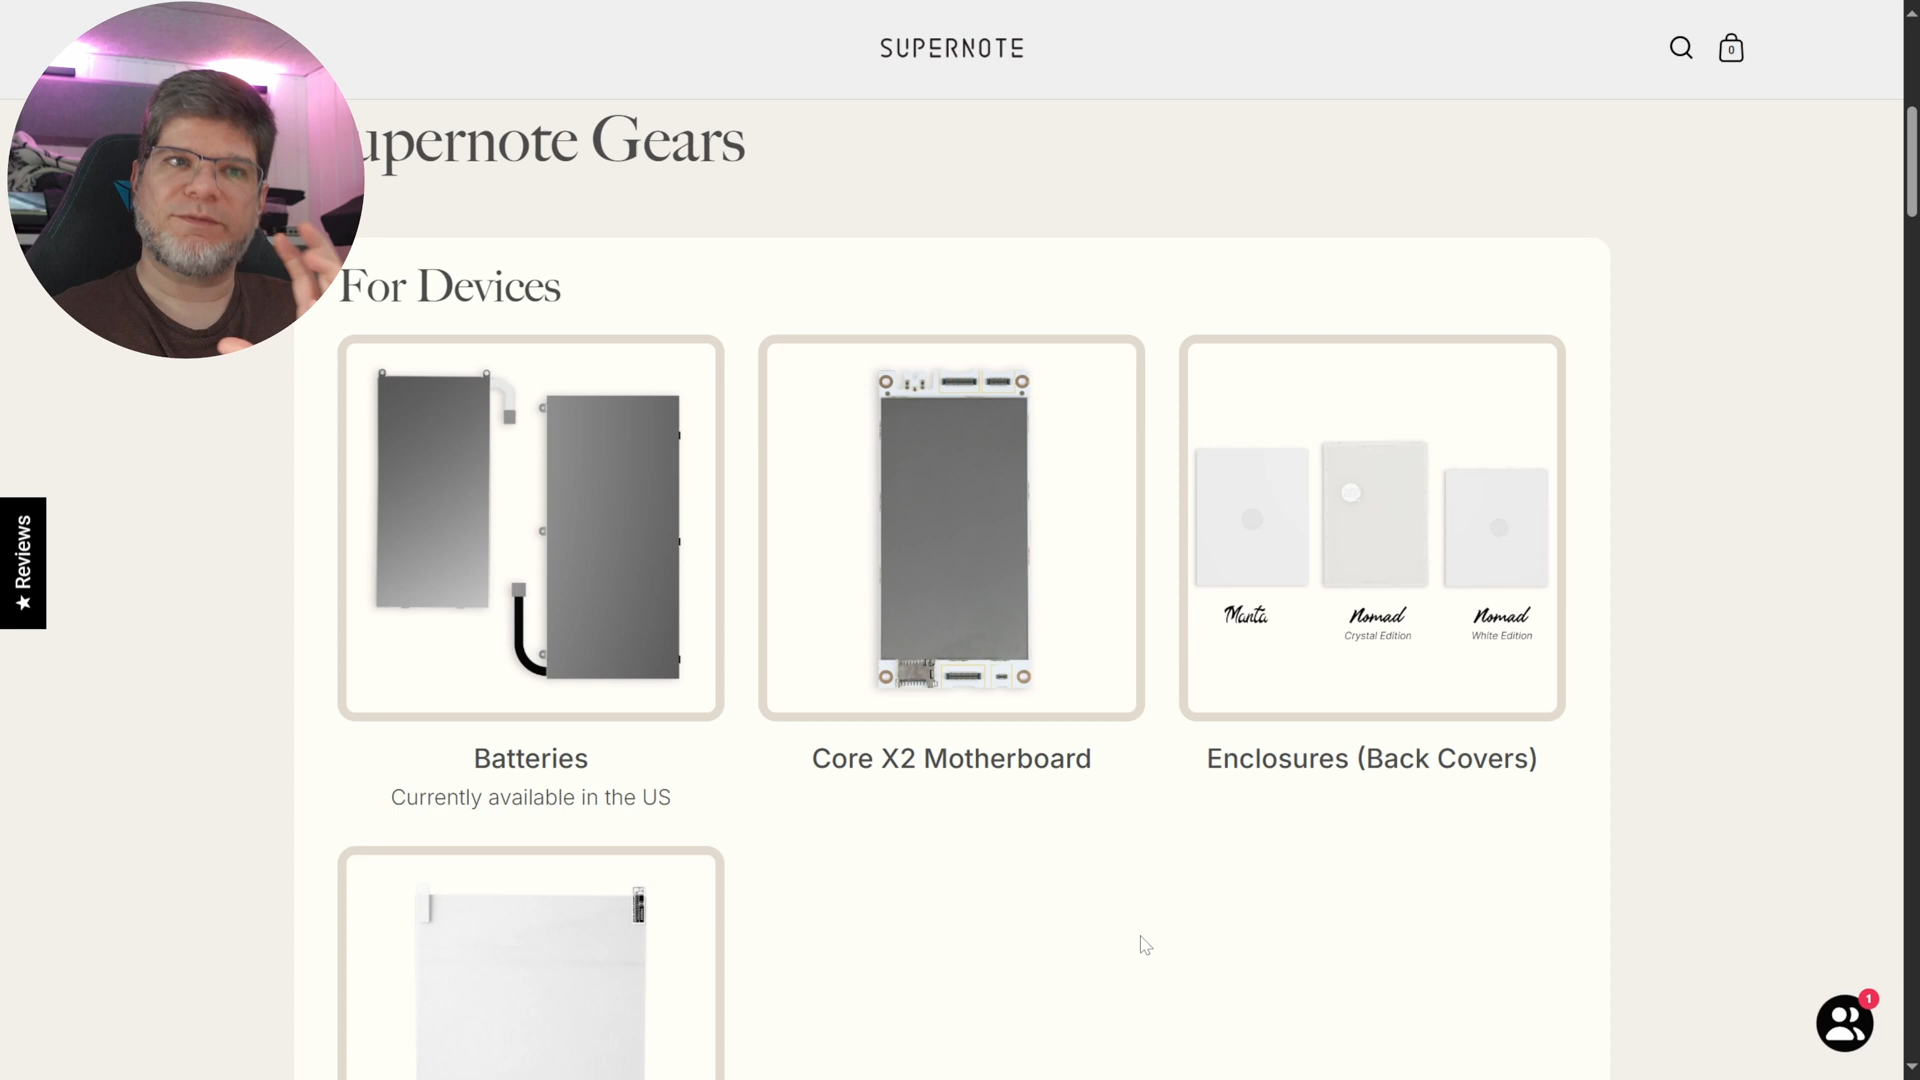 SUPERNOTE
0
upernote Gears
For Devices
★ Reviews
Manta
Nomad
Crystal Edition
Nomad
White Edition
Batteries
Currently available in the US
Core X2 Motherboard
Enclosures (Back Covers)
1